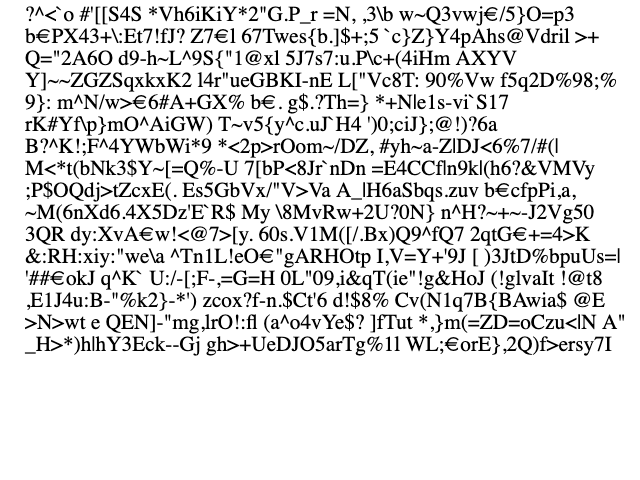 ?^<`o #'[[S4S *Vh6iKiY*2"G.P_r =N, ,3\b w~Q3vwj€/5}O=p3
b€PX43+\:Et7!fJ? Z7€l 67Twes{b.]$+;5 `c}Z}Y4pAhs@Vdril >+
Q="2A6O d9-h~L^9S{"1@xl 5J7s7:u.P\c+(4iHm AXYV
Y]~~ZGZSqxkxK2 l4r"ueGBKI-nE L["Vc8T: 90%Vw f5q2D%98;%
9}: m^N/w>€6#A+GX% b€. g$.?Th=} *+N|e1s-vi`S17
rK#Yf\p}mO^AiGW) T~v5{y^c.uJ`H4 ')0;ciJ};@!)?6a
B?^K!;F^4YWbWi*9 *<2p>rOom~/DZ, #yh~a-Z|DJ<6%7/#(|
M<*t(bNk3$Y~[=Q%-U 7[bP<8Jr`nDn =E4CCf|n9k|(h6?&VMVy
;P$OQdj>tZcxE(. Es5GbVx/"V>Va A_|H6aSbqs.zuv b€cfpPi,a,
~M(6nXd6.4X5Dz'E`R$ My \8MvRw+2U?0N} n^H?~+~-J2Vg50
3QR dy:XvA€w!<@7>[y. 60s.V1M([/.Bx)Q9^fQ7 2qtG€+=4>K
&:RH:xiy:"we\a ^Tn1L!eO€"gARHOtp I,V=Y+'9J [ )3JtD%bpuUs=|
'##€okJ q^K` U:/-[;F-,=G=H 0L"09,i&qT(ie"!g&HoJ (!glvaIt !@t8
,E1J4u:B-"%k2}-*') zcox?f-n.$Ct'6 d!$8% Cv(N1q7B{BAwia$ @E
>N>wt e QEN]-"mg,lrO!:fl (a^o4vYe$? ]fTut *,}m(=ZD=oCzu<|N A"
_H>*)h|hY3Eck--Gj gh>+UeDJO5arTg%1l WL;€orE},2Q)f>ersy7I